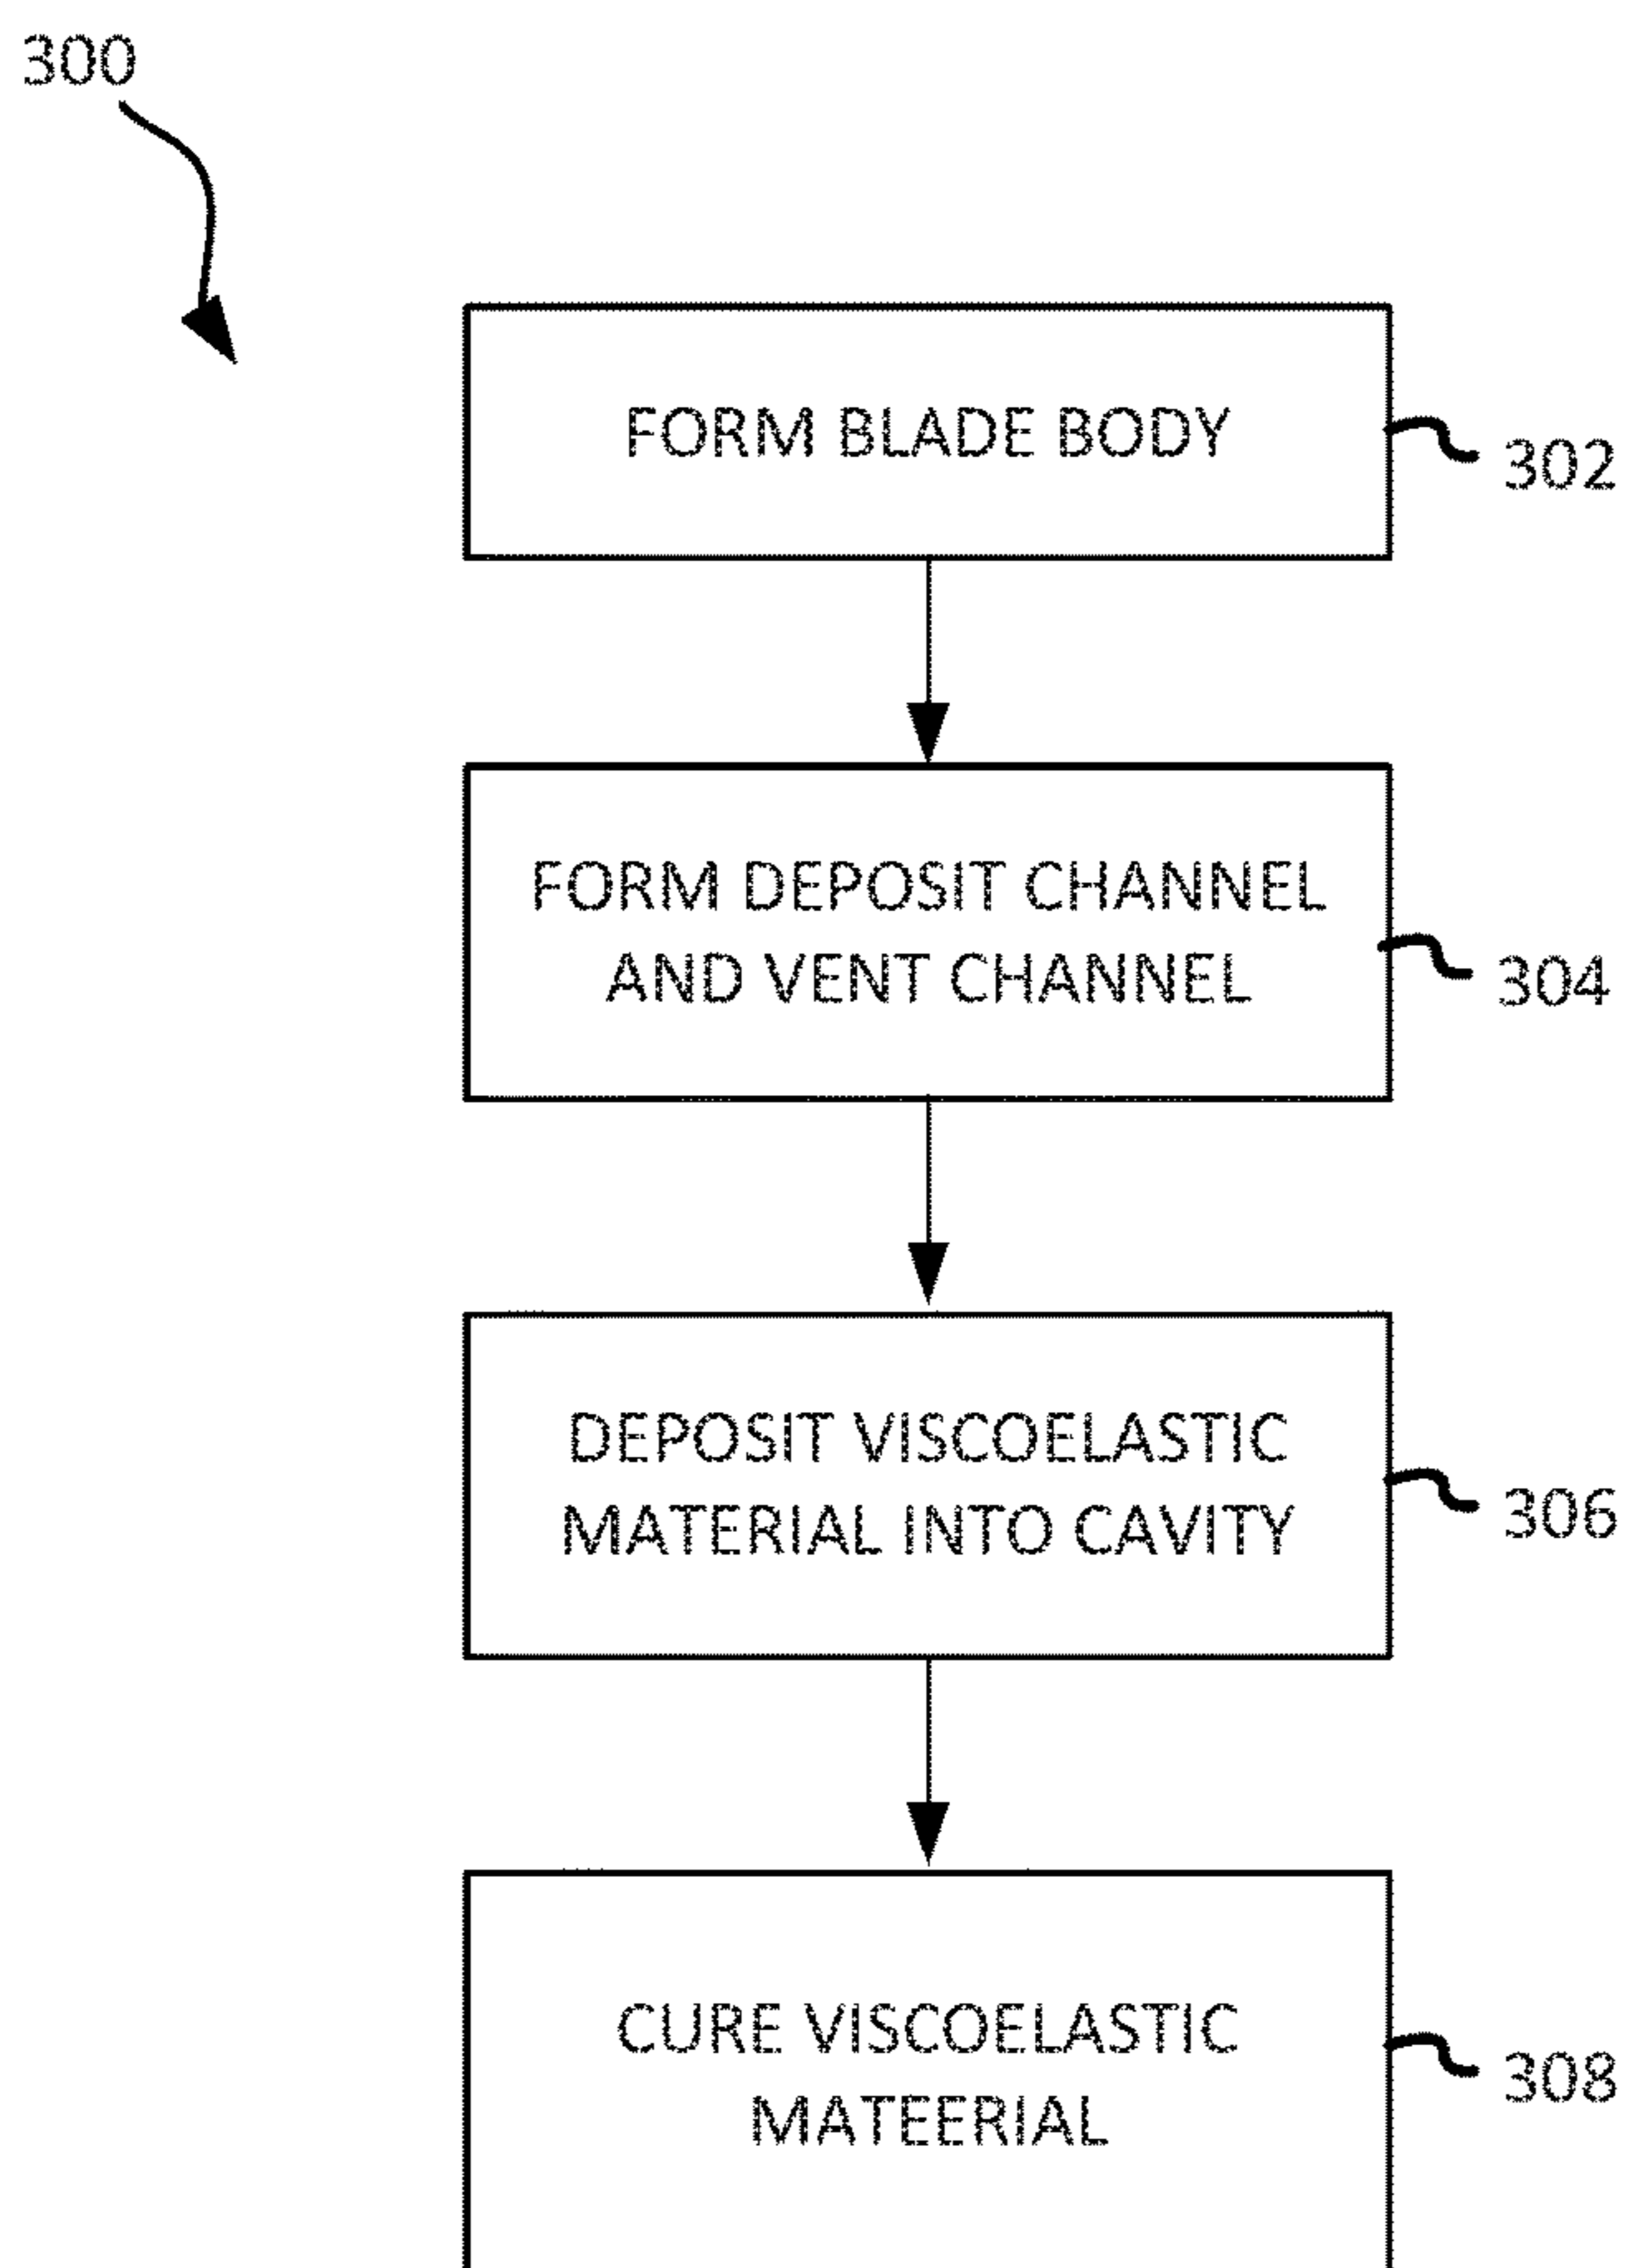 300
FORM BLADE BODY
302
FORM DEPOSIT CHANNEL
AND VENT CHANNEL
304
DEPOSIT VISCOELASTIC
MATERIAL INTO CAVITY
306
CURE VISCOELASTIC
MATEERIAL
308